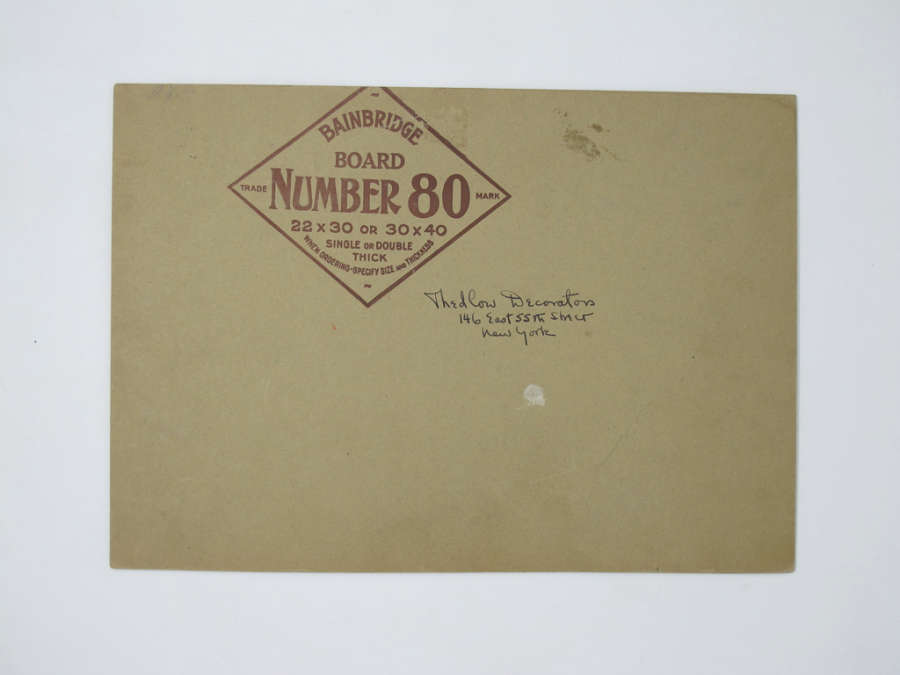 BAINBRIDGE
BOARD
TRADE NUMBER 80 MARK
22 x 30 OR 30 x 40
SINGLE OR DOUBLE
THICK
WHEN ORDERING-SPECIFY SIZE AND THICKNESS
Thedlow Decorators
146 East 55th Street
New York